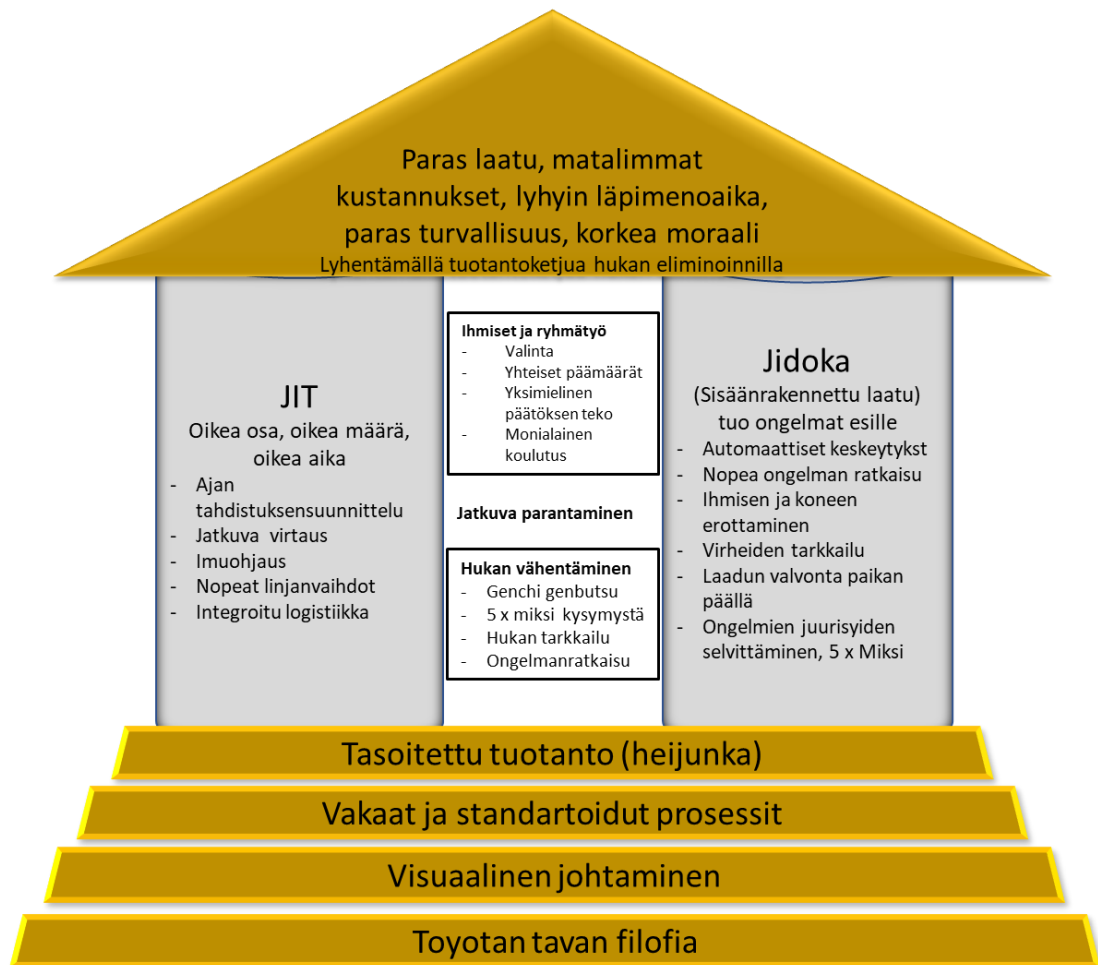 Paras laatu, matalimmat
kustannukset, lyhyin läpimenoaika,
paras turvallisuus, korkea moraali
Lyhentämällä tuotantoketjua hukan eliminoinnilla
JIT
Oikea osa, oikea määrä,
oikea aika
- Ajan
tahdistuksensuunnittelu
- Jatkuva virtaus
- Imuohjaus
- Nopeat linjanvaihdot
- Integroitu logistiikka
Ihmiset ja ryhmätyö
- Valinta
- Yhteiset päämäärät
- Yksimielinen
päätöksen teko
- Monialainen
koulutus
Jatkuva parantaminen
Hukan vähentäminen
- Genchi genbutsu
- 5 x miksi kysymystä
- Hukan tarkkailu
- Ongelmanratkaisu
Jidoka
(Sisäänrakennettu laatu)
tuo ongelmat esille
- Automaattiset keskeytykst
- Nopea ongelman ratkaisu
- Ihmisen ja koneen
erottaminen
- Virheiden tarkkailu
- Laadun valvonta paikan
päällä
- Ongelmien juurisyiden
selvittäminen, 5 x Miksi
Tasoitettu tuotanto (heijunka)
Vakaat ja standartoidut prosessit
Visuaalinen johtaminen
Toyotan tavan filofia